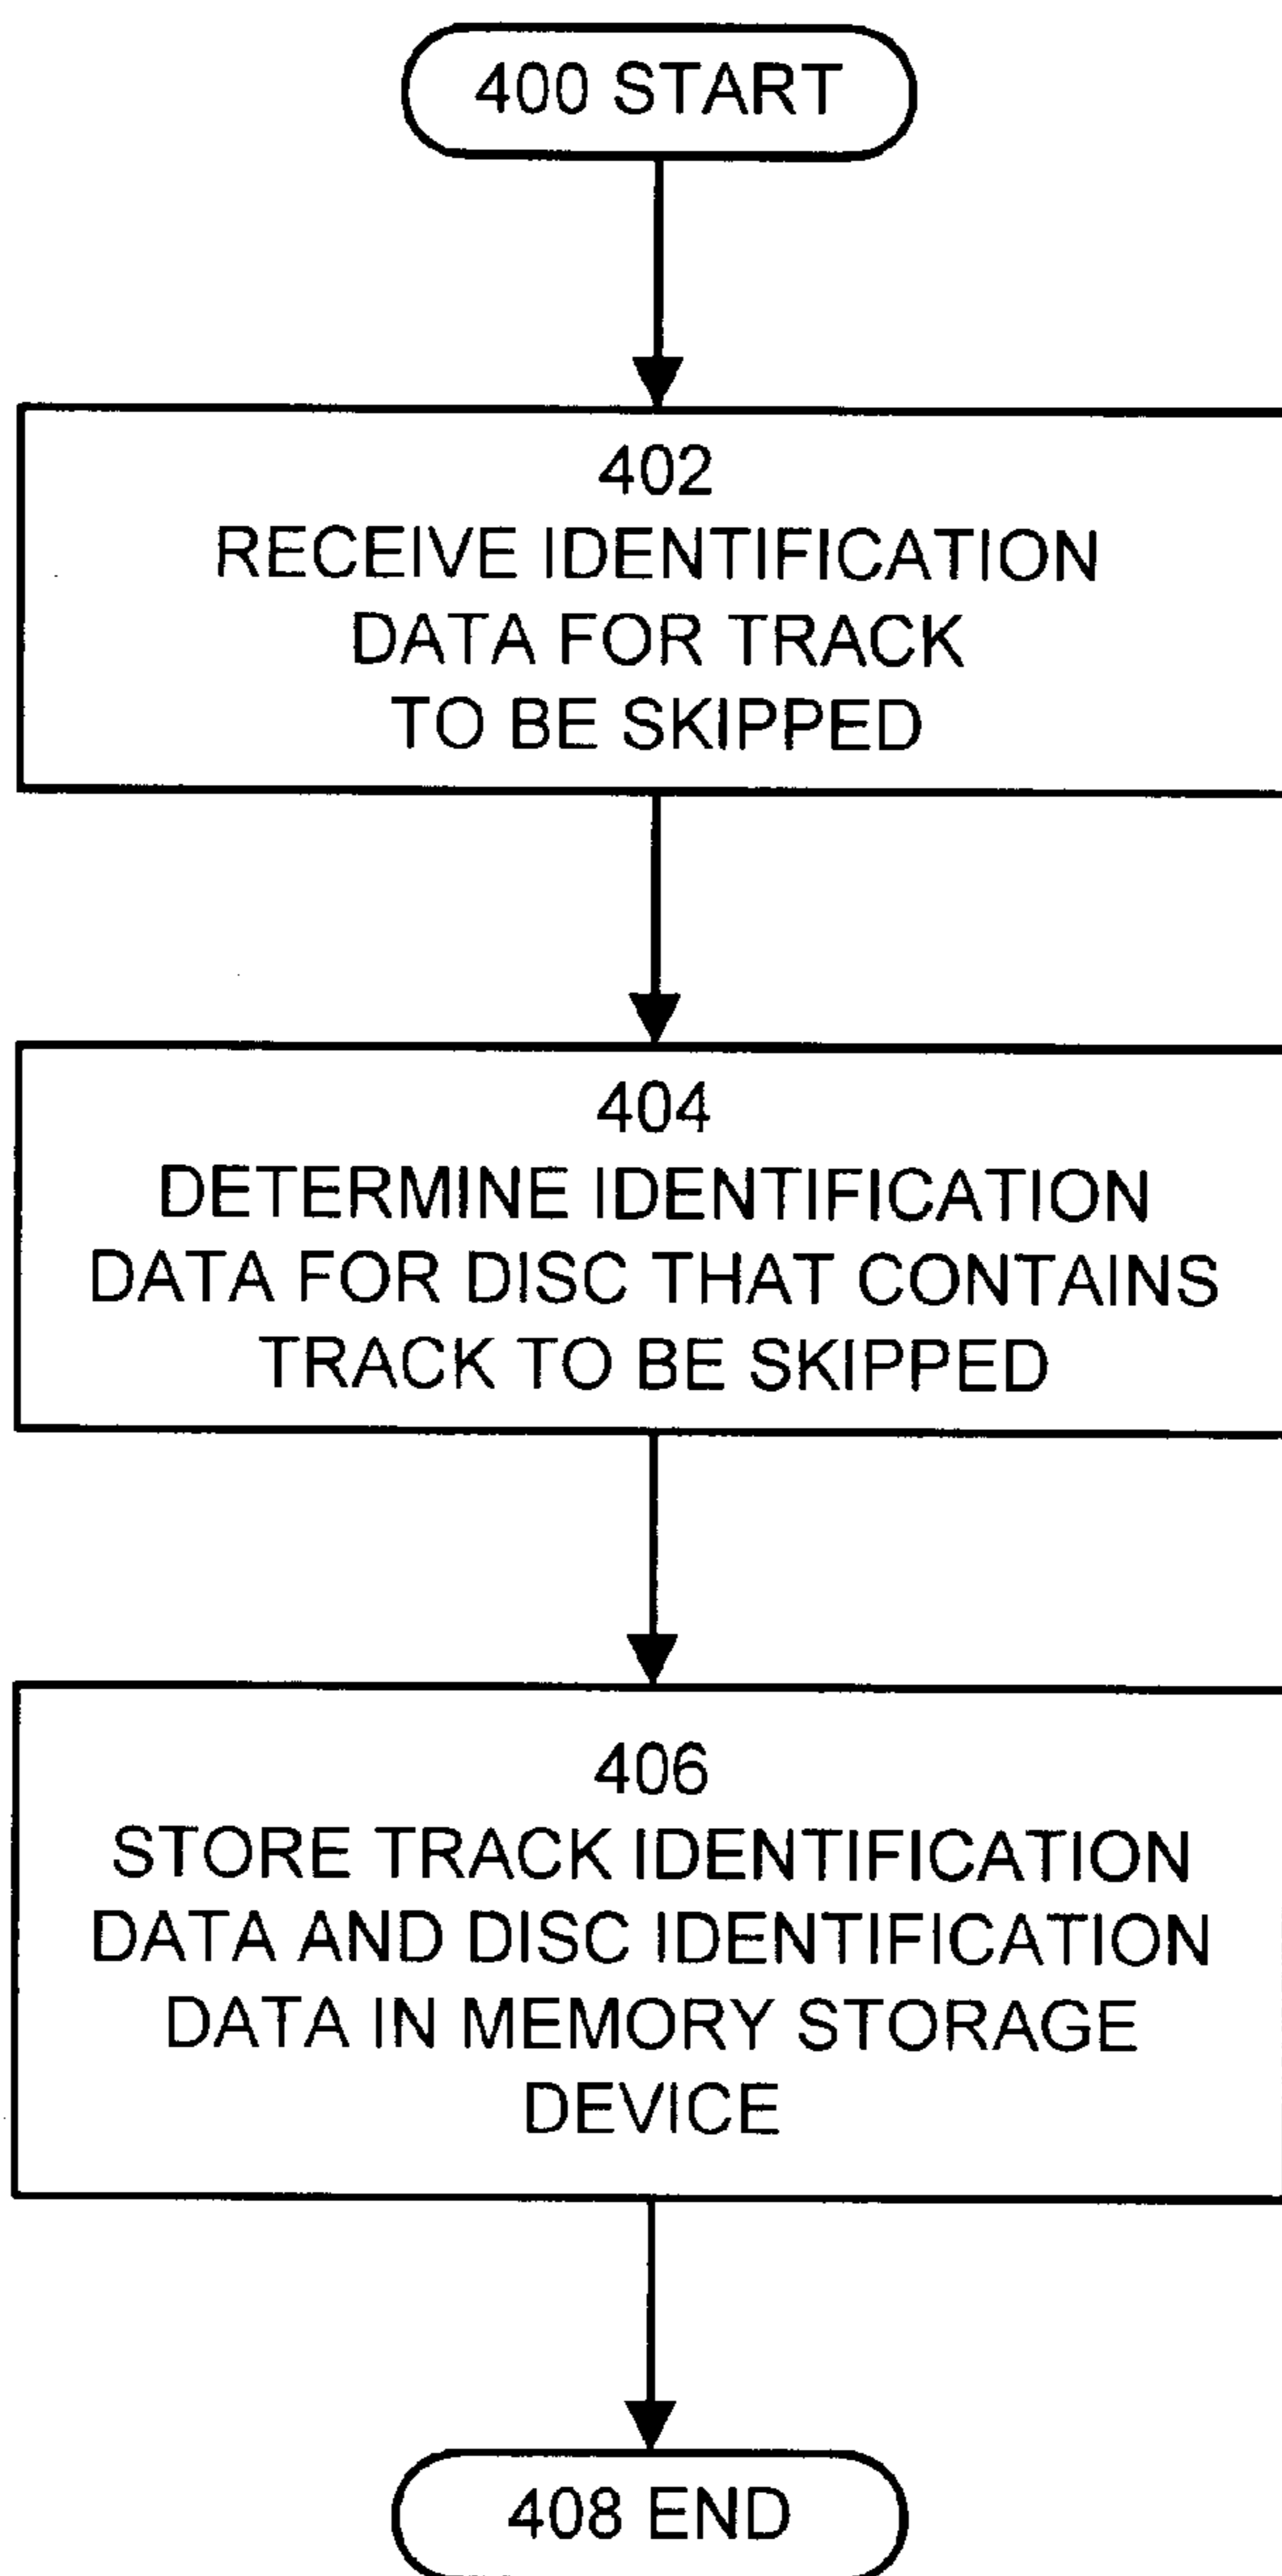 400 START
402
RECEIVE IDENTIFICATION
DATA FOR TRACK
TO BE SKIPPED
404
DETERMINE IDENTIFICATION
DATA FOR DISC THAT CONTAINS
TRACK TO BE SKIPPED
406
STORE TRACK IDENTIFICATION
DATA AND DISC IDENTIFICATION
DATA IN MEMORY STORAGE
DEVICE
408 END